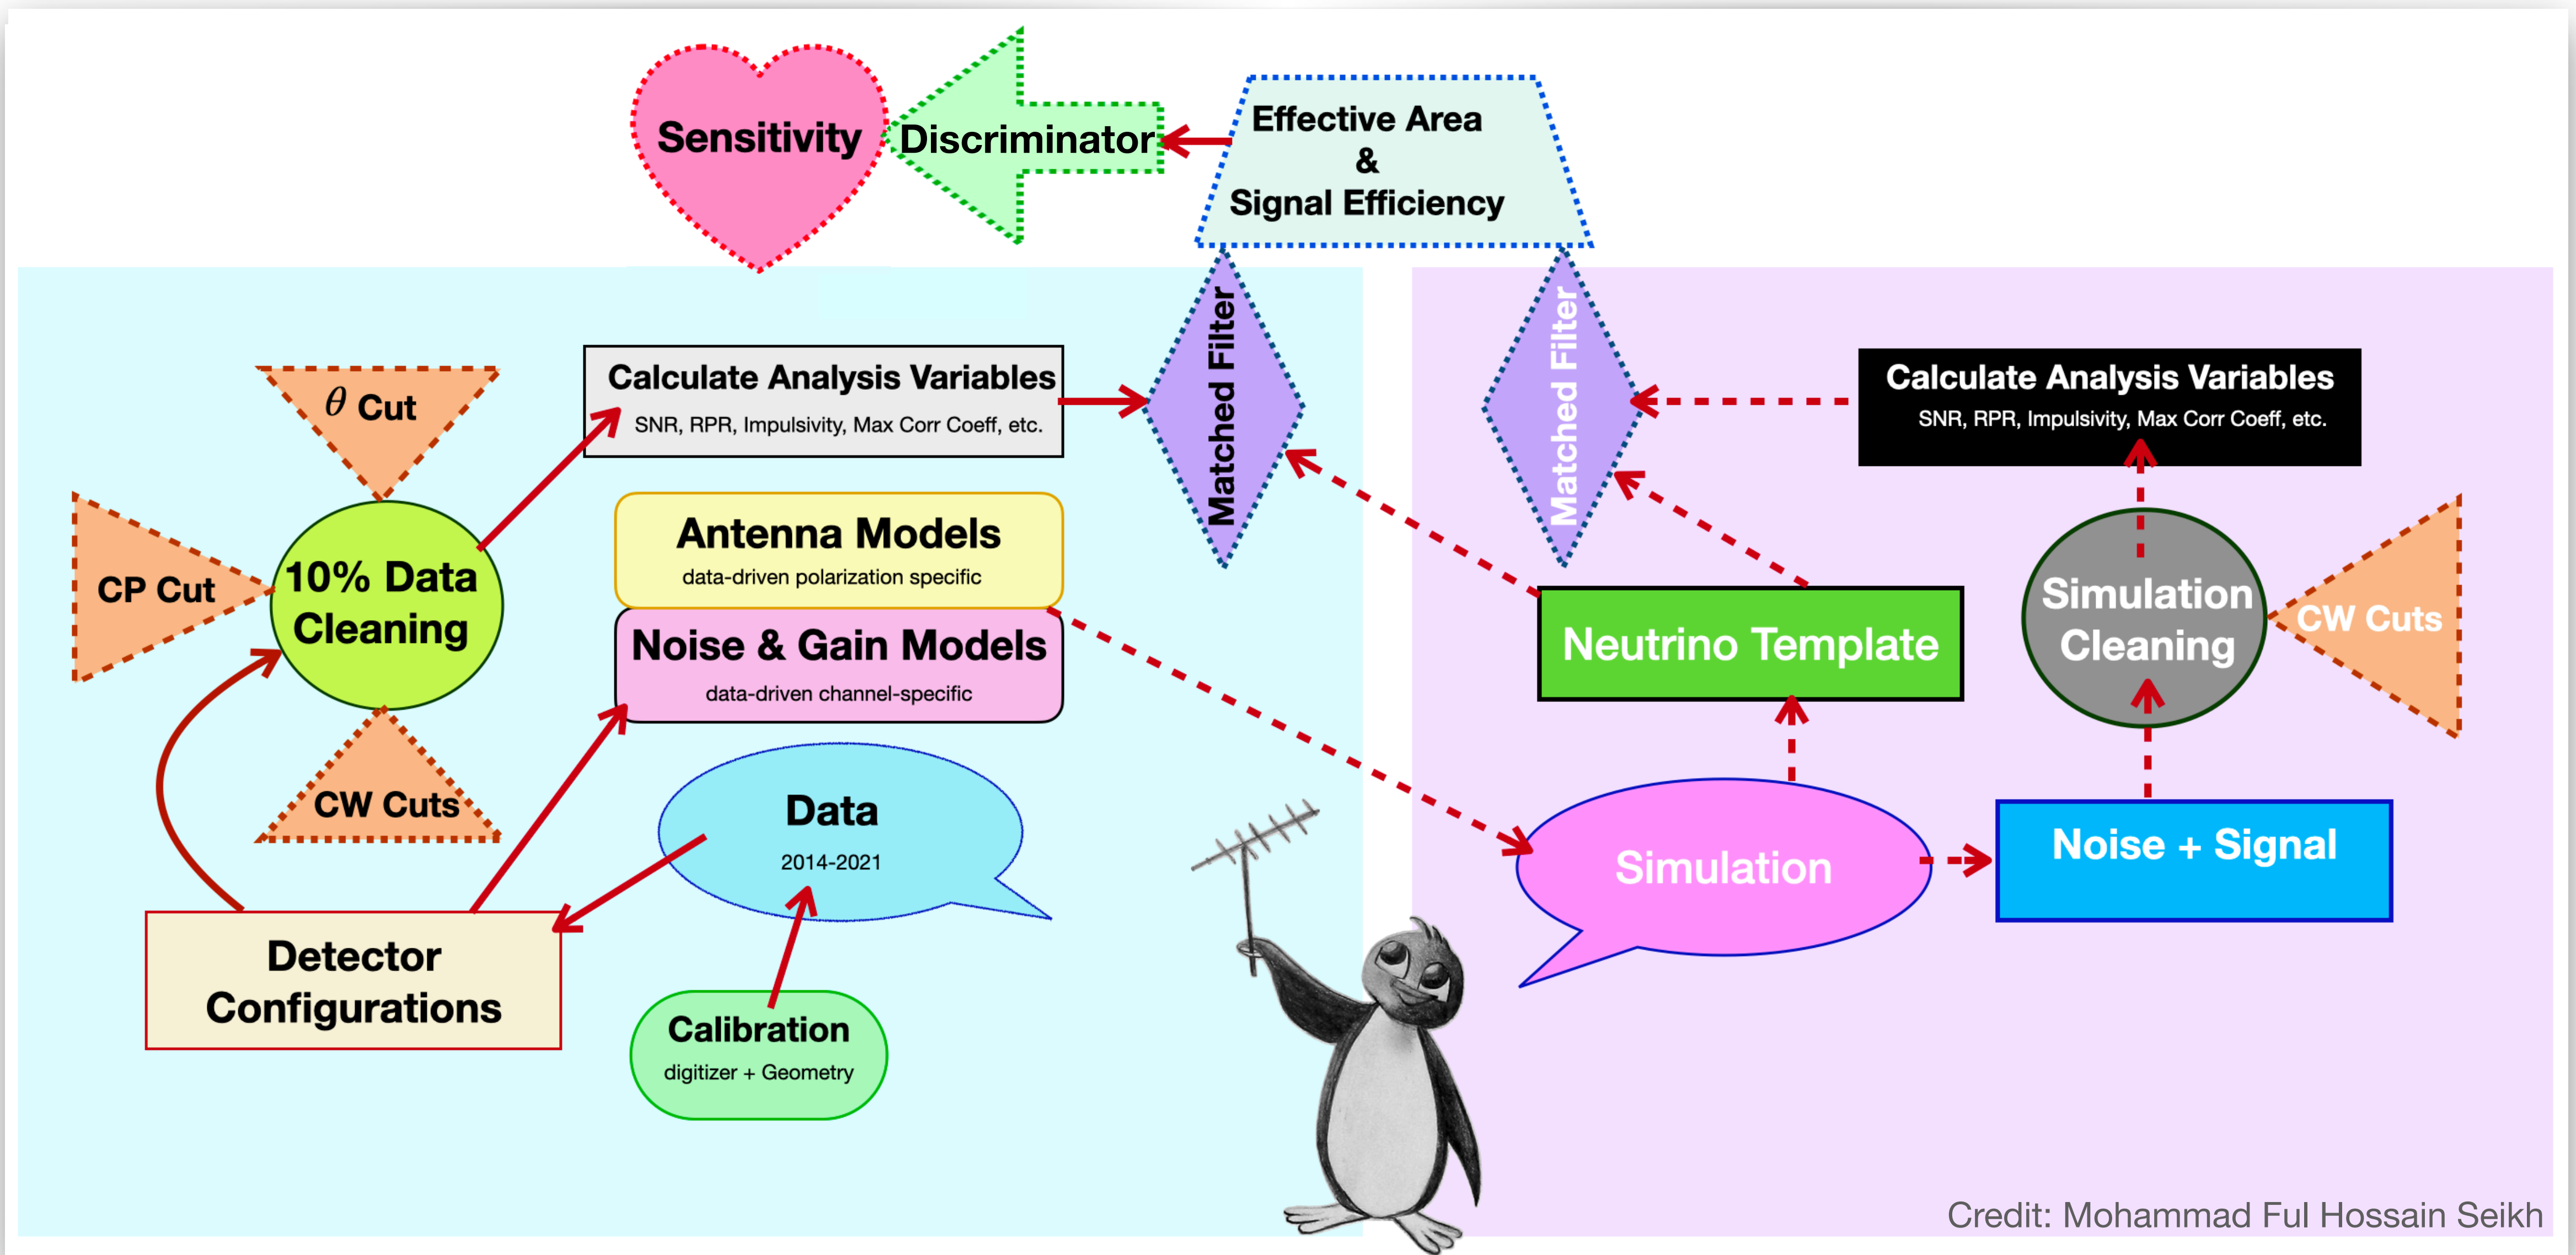 Sensitivity
Discriminator
Effective Area
&
Signal Efficiency
θ Cut
CP Cut
10% Data
Cleaning
CW Cuts
Calculate Analysis Variables
SNR, RPR, Impulsivity, Max Corr Coeff, etc.
Antenna Models
data-driven polarization specific
Noise & Gain Models
data-driven channel-specific
Data
2014-2021
Detector
Configurations
Calibration
digitizer + Geometry
Matched Filter
Matched Filter
Calculate Analysis Variables
SNR, RPR, Impulsivity, Max Corr Coeff, etc.
Neutrino Template
Simulation
Cleaning
CW Cuts
Simulation
Noise + Signal
Credit: Mohammad Ful Hossain Seikh